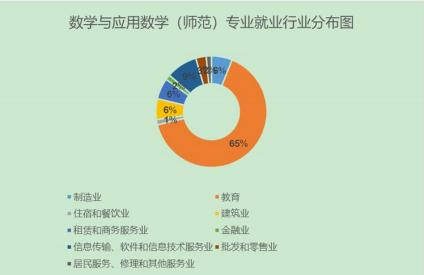 数学与应用数学（师范）专业就业行业分布图
6%
65%
1%
6%
6%
2%
9%
3%
制造业 教育
住宿和餐饮业 建筑业
租赁和商务服务业 金融业
信息传输、软件和信息技术服务业 批发和零售业
居民服务、修理和其他服务业